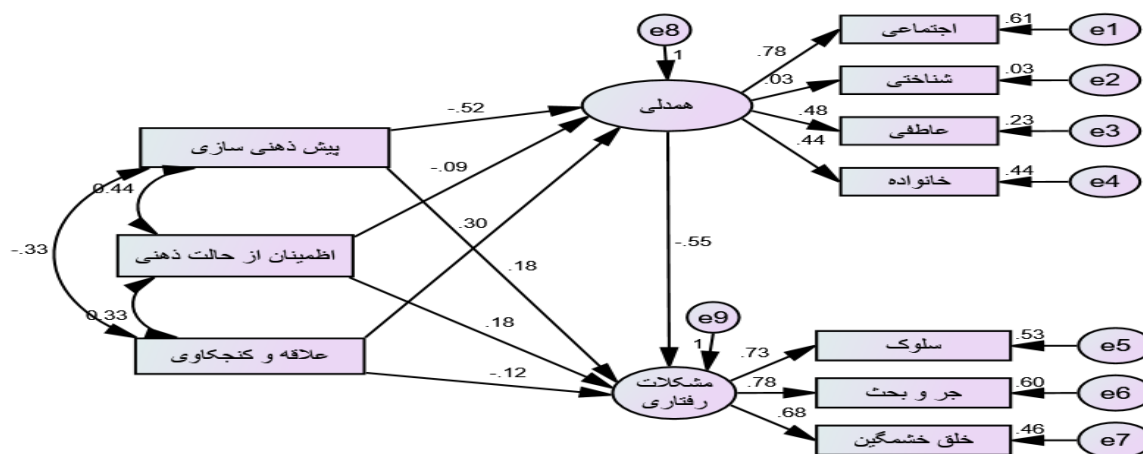 e8
1
همدلی
.78
.03
.48
.44
اجتماعی
.61
e1
شناختی
.03
e2
عاطفی
.23
e3
خانواده
.44
e4
پیش ذهنی سازی
-.52
.18
0.44
-.33
اظمینان از حالت ذهنی
-.09
.18
0.33
علاقه و کنجکاوی
.30
-.12
-.55
e9
1
مشکلات
رفتاری
.73
.78
.68
سلوک
.53
e5
جر و بحث
.60
e6
خلق خشمگین
.46
e7